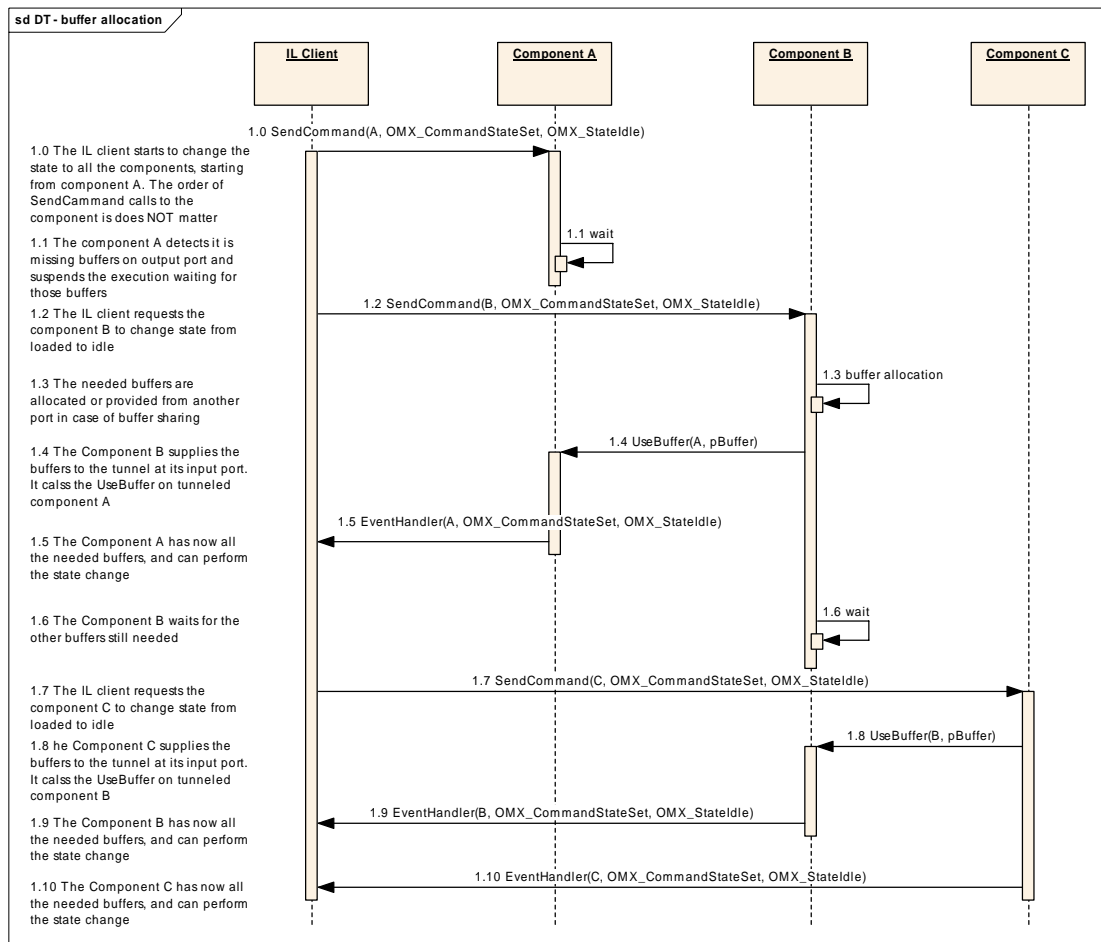 sd DT - buffer allocation
IL Client
Component A
Component B
Component C
1.0 SendCommand(A, OMX_CommandStateSet, OMX_StateIdle)
1.0 The IL client starts to change the
state to all the components, starting
from component A. The order of
SendCammand calls to the
component is does NOT matter
1.1 wait
1.1 The component A detects it is
missing buffers on output port and
suspends the execution waiting for
those buffers
1.2 SendCommand(B, OMX_CommandStateSet, OMX_StateIdle)
1.2 The IL client requests the
component B to change state from
loaded to idle
1.3 buffer allocation
1.3 The needed buffers are
allocated or provided from another
port in case of buffer sharing
1.4 UseBuffer(A, pBuffer)
1.4 The Component B supplies the
buffers to the tunnel at its input port.
It calss the UseBuffer on tunneled
component A
1.5 EventHandler(A, OMX_CommandStateSet, OMX_StateIdle)
1.5 The Component A has now all
the needed buffers, and can perform
the state change
1.6 wait
1.6 The Component B waits for the
other buffers still needed
1.7 SendCommand(C, OMX_CommandStateSet, OMX_StateIdle)
1.7 The IL client requests the
component C to change state from
loaded to idle
1.8 UseBuffer(B, pBuffer)
1.8 he Component C supplies the
buffers to the tunnel at its input port.
It calss the UseBuffer on tunneled
component B
1.9 EventHandler(B, OMX_CommandStateSet, OMX_StateIdle)
1.9 The Component B has now all
the needed buffers, and can perform
the state change
1.10 EventHandler(C, OMX_CommandStateSet, OMX_StateIdle)
1.10 The Component C has now all
the needed buffers, and can perform
the state change